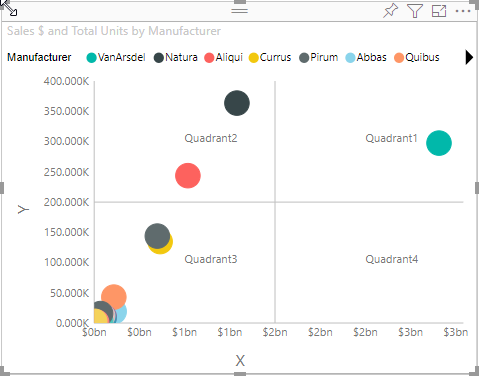 Sales $ and Total Units by Manufacturer
Manufacturer VanArsdel Natura Aliqui Currus Pirum Abbas Quibus
400.000K
350.000K
300.000K
250.000K
200.000K
150.000K
100.000K
50.000K
0.000K
Y
Quadrant2 Quadrant1
Quadrant3 Quadrant4
$0bn $0bn $1bn $1bn $2bn $2bn $2bn $3bn $3bn
X